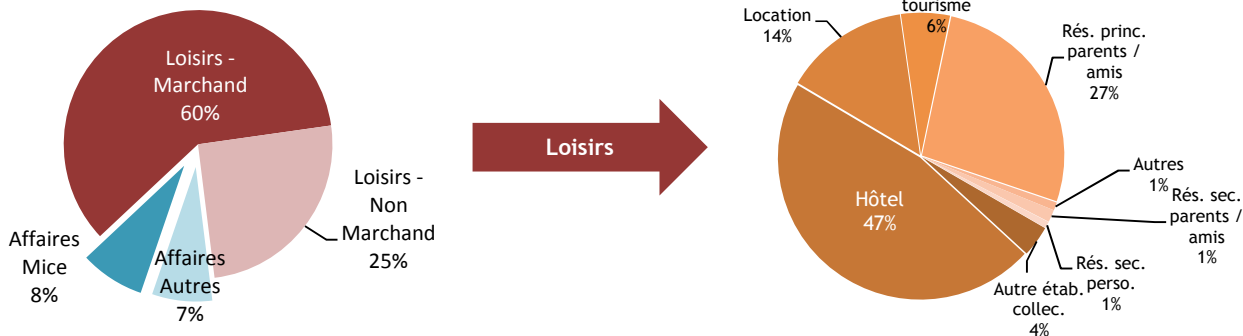 Loisirs -
Marchand
60%
Loisirs -
Non
Marchand
25%
Affaires
Autres
7%
Affaires
Mice
8%
Loisirs
tourisme
6%
Rés. princ.
parents /
amis
27%
Autres
1%
Rés. sec.
parents /
amis
1%
Rés. sec.
perso.
1%
Autre étab.
collec.
4%
Hôtel
47%
Location
14%